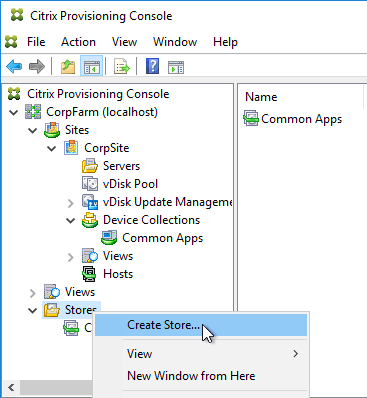 Citrix Provisioning Console
File Action View Window Help
Citrix Provisioning Console
CorpFarm (localhost)
Sites
CorpSite
Servers
vDisk Pool
vDisk Update Manageme
Device Collections
Common Apps
Views
Hosts
Views
Stores
C
Name
Common Apps
Create Store...
View
New Window from Here